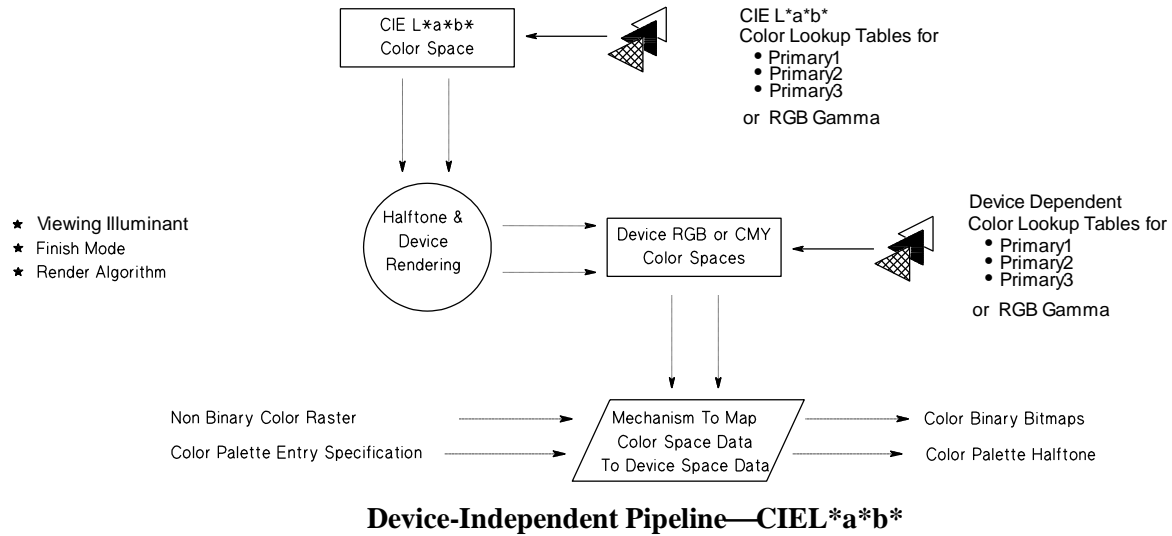 CIE L*a*b*
Color Space
CIE L*a*b*
Color Lookup Tables for
• Primary1
• Primary2
• Primary3
or RGB Gamma
★ Viewing Illuminant
★ Finish Mode
★ Render Algorithm
Halftone &
Device
Rendering
Device RGB or CMY
Color Spaces
Device Dependent
Color Lookup Tables for
• Primary1
• Primary2
• Primary3
or RGB Gamma
Non Binary Color Raster
Color Palette Entry Specification
Mechanism To Map
Color Space Data
To Device Space Data
Color Binary Bitmaps
Color Palette Halftone
Device-Independent Pipeline—CIEL*a*b*